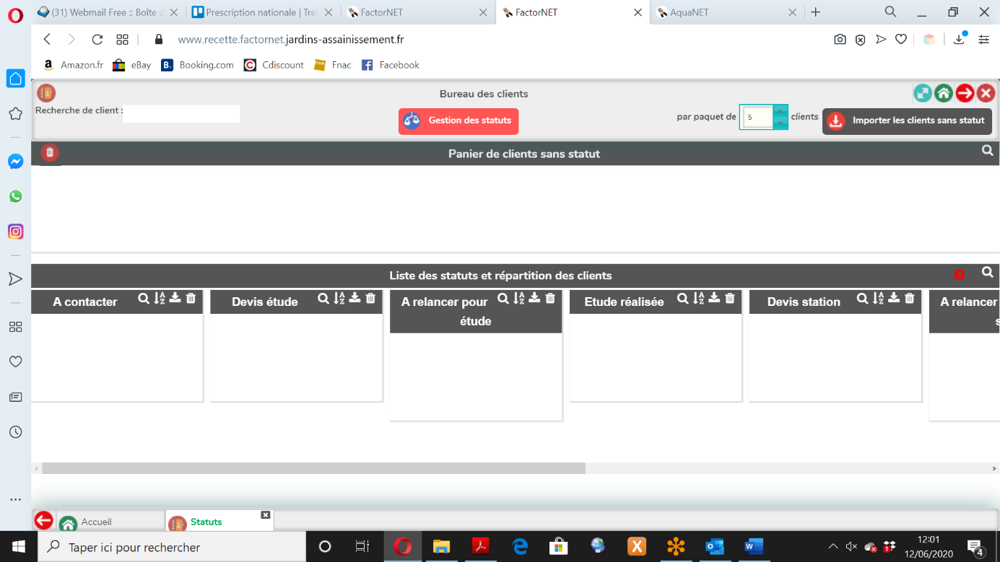 (31) Webmail Free :: Boîte
Prescription nationale | Trel
FactorNET
FactorNET
AquaNET
www.recette.factornet.jardins-assainissement.fr
Amazon.fr
eBay
Booking.com
Cdiscount
Fnac
Facebook
Bureau des clients
Recherche de client :
Gestion des statuts
par paquet de 5 clients
Importer les clients sans statut
Panier de clients sans statut
Liste des statuts et répartition des clients
A contacter
Devis étude
A relancer pour
étude
Etude réalisée
Devis station
A relancer
s
Accueil
Statuts
Taper ici pour rechercher
12:01
12/06/2020
4